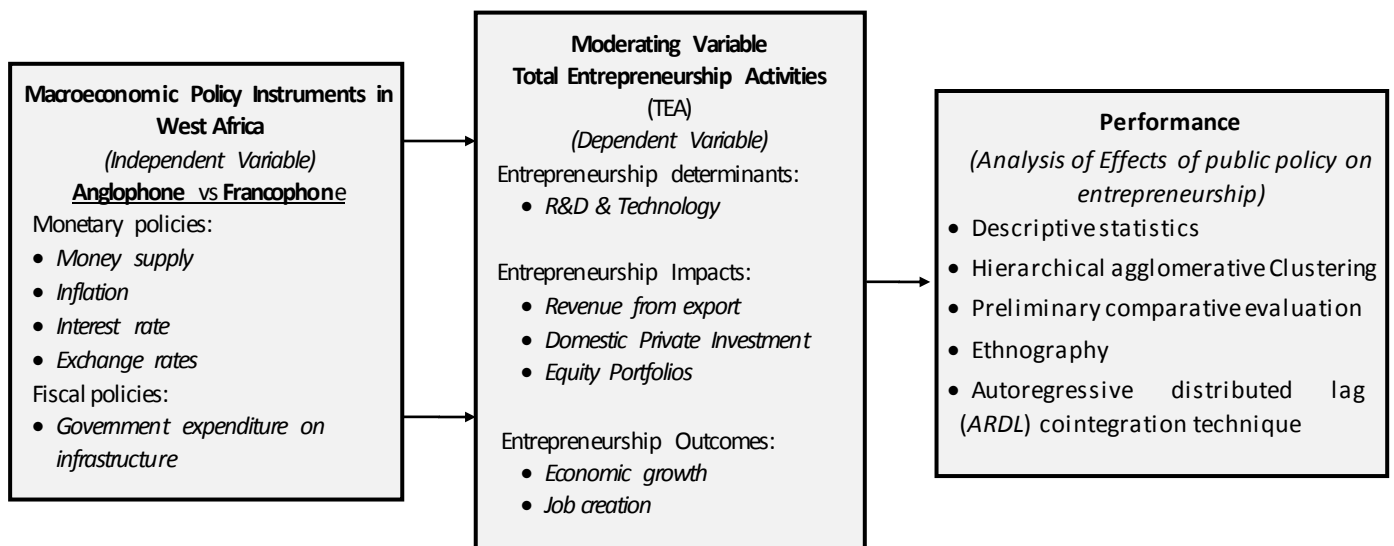 Macroeconomic Policy Instruments in
West Africa
(Independent Variable)
Anglophone vs Francophone
Monetary policies:
• Money supply
• Inflation
• Interest rate
• Exchange rates
Fiscal policies:
• Government expenditure on
infrastructure
Moderating Variable
Total Entrepreneurship Activities
(TEA)
(Dependent Variable)
Entrepreneurship determinants:
• R&D & Technology
Entrepreneurship Impacts:
• Revenue from export
• Domestic Private Investment
• Equity Portfolios
Entrepreneurship Outcomes:
• Economic growth
• Job creation
Performance
(Analysis of Effects of public policy on
entrepreneurship)
• Descriptive statistics
• Hierarchical agglomerative Clustering
• Preliminary comparative evaluation
• Ethnography
• Autoregressive distributed lag
(ARDL) cointegration technique